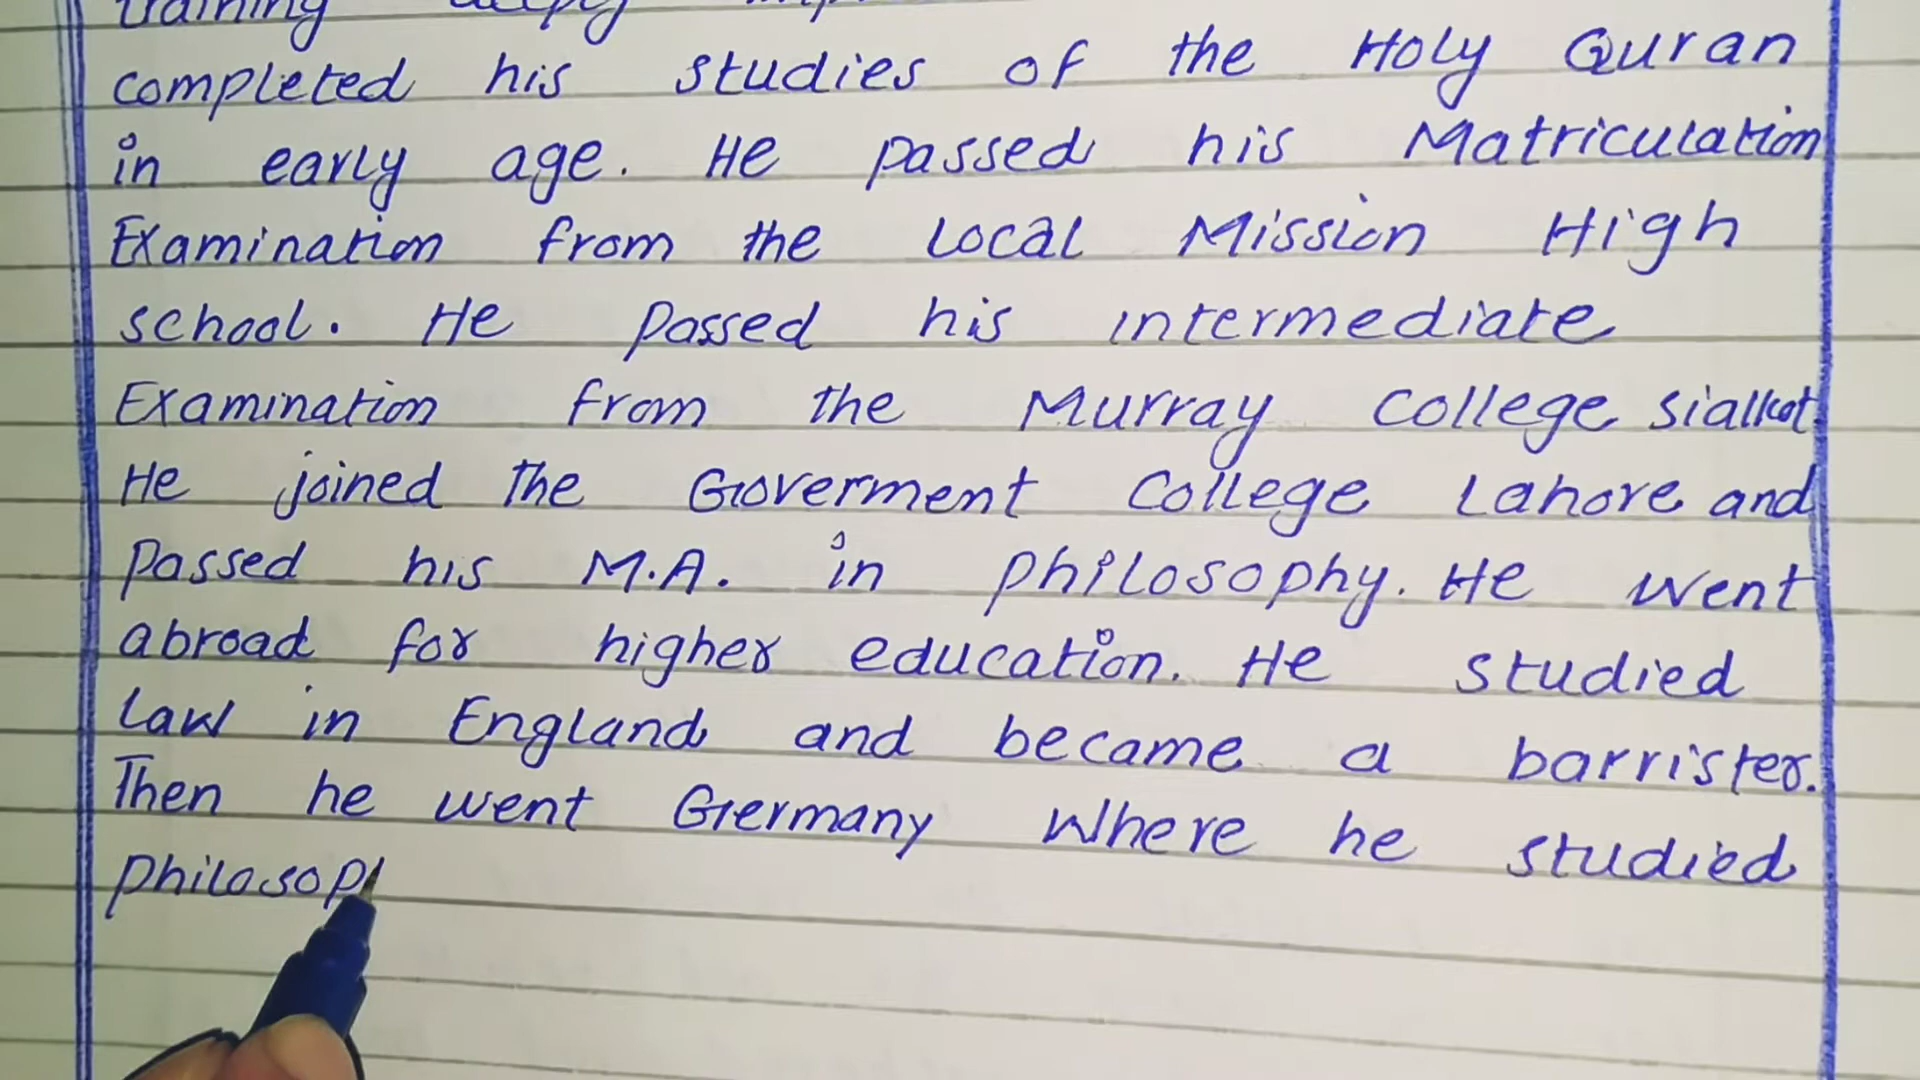 training deeply
completed his studies of the Holy Quran
in early age. He passed his Matriculation
Examination from the Local Mission High
school. He passed his intermediate
Examination from the Murray College sialkot
He joined the Goverment College Lahore and
passed his M.A. in philosophy. He went
abroad for higher education. He studied
law in England and became a barrister.
Then he went Germany Where he studied
philosoph